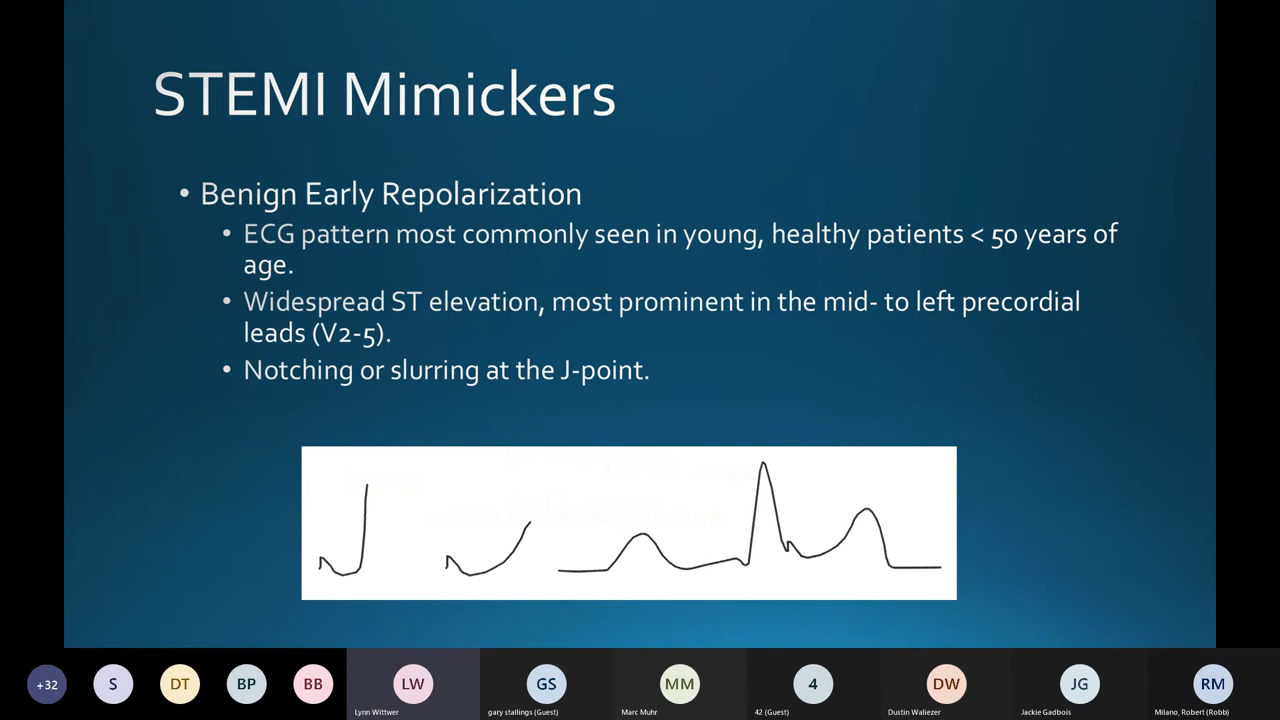 STEMI Mimickers
• Benign Early Repolarization
• ECG pattern most commonly seen in young, healthy patients < 50 years of
age.
• Widespread ST elevation, most prominent in the mid- to left precordial
leads (V2-5).
• Notching or slurring at the J-point.
+32 S DT BP BB LW GS MM 4 DW JG RM
Lynn Wittwer gary stallings (Guest) Marc Muhr 42 (Guest) Dustin Waliezer Jackie Gadbois Milano, Robert (Robb)